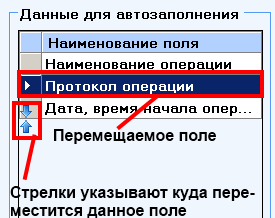 Данные для автозаполнения
Наименование поля
Наименование операции
Протокол операции
Дата, время начала опер...
Перемещаемое поле
Стрелки указывают куда пере-
местится данное поле